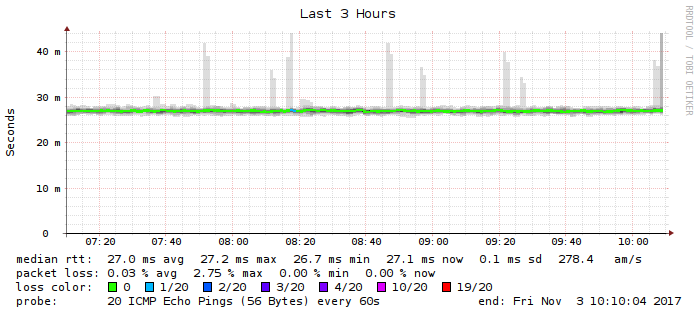 Last 3 Hours
RRDTOOL / TOBI OETIKER
Seconds
40 m
30 m
20 m
10 m
0
07:20 07:40 08:00 08:20 08:40 09:00 09:20 09:40 10:00
median rtt: 27.0 ms avg 27.2 ms max 26.7 ms min 27.1 ms now 0.1 ms sd 278.4 am/s
packet loss: 0.03 % avg 2.75 % max 0.00 % min 0.00 % now
loss color: 0 1/20 2/20 3/20 4/20 10/20 19/20
probe: 20 ICMP Echo Pings (56 Bytes) every 60s end: Fri Nov 3 10:10:04 2017